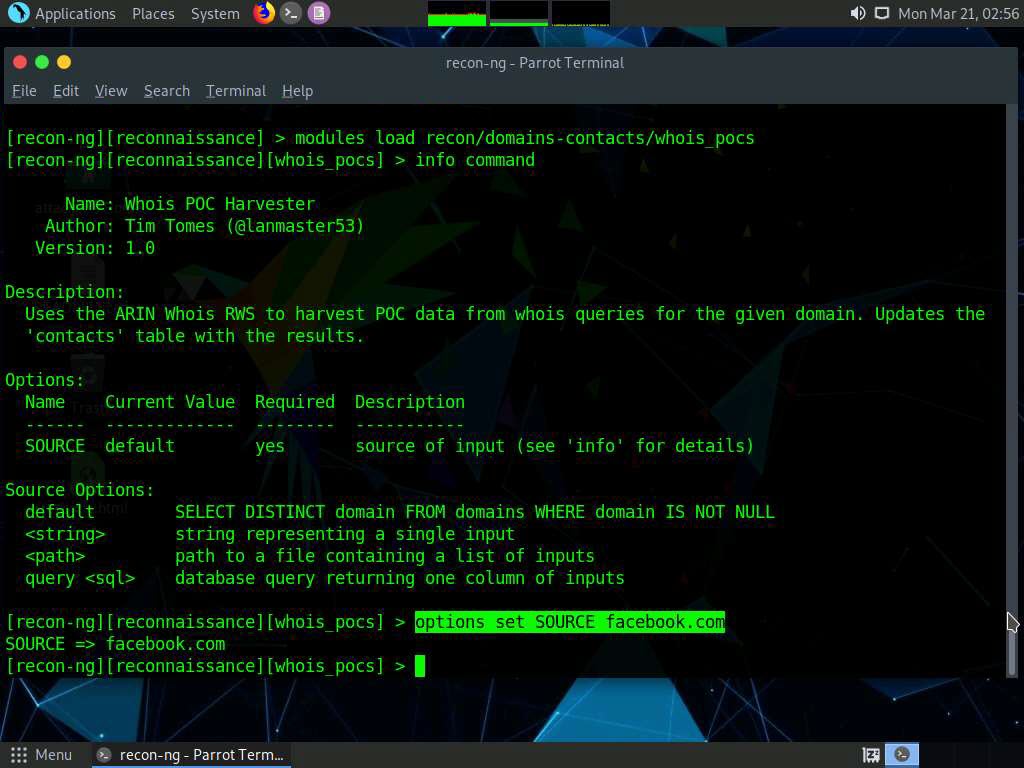 Applications Places System Mon Mar 21, 02:56
recon-ng - Parrot Terminal
File Edit View Search Terminal Help
[recon-ng][reconnaissance] > modules load recon/domains-contacts/whois_pocs
[recon-ng][reconnaissance][whois_pocs] > info command
Name: Whois POC Harvester
Author: Tim Tomes (@lanmaster53)
Version: 1.0
Description:
Uses the ARIN Whois RWS to harvest POC data from whois queries for the given domain. Updates the
'contacts' table with the results.
Options:
Name Current Value Required Description
------ ------------- -------- -----------
SOURCE default yes source of input (see 'info' for details)
Source Options:
default SELECT DISTINCT domain FROM domains WHERE domain IS NOT NULL
<string> string representing a single input
<path> path to a file containing a list of inputs
query <sql> database query returning one column of inputs
[recon-ng][reconnaissance][whois_pocs] > options set SOURCE facebook.com
SOURCE => facebook.com
[recon-ng][reconnaissance][whois_pocs] >
Menu recon-ng - Parrot Term...